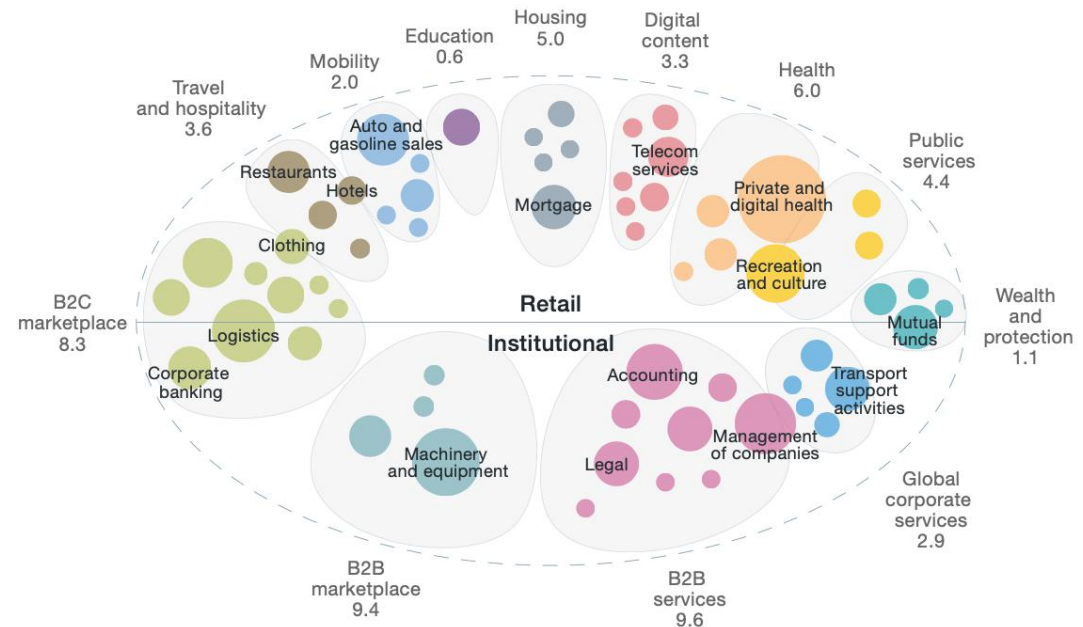 Housing
5.0
Digital
content
3.3
Education
0.6
Mobility
2.0
Health
6.0
Travel
and hospitality
3.6
Public
services
4.4
Auto and
gasoline sales
Restaurants
Hotels
Telecom
services
Private and
digital health
Mortgage
Clothing
Recreation
and culture
B2C
marketplace
8.3
Retail
Institutional
Wealth
and
protection
1.1
Logistics
Mutual
funds
Corporate
banking
Accounting
Transport
support
activities
Machinery
and equipment
Management
of companies
Legal
Global
corporate
services
2.9
B2B
marketplace
9.4
B2B
services
9.6